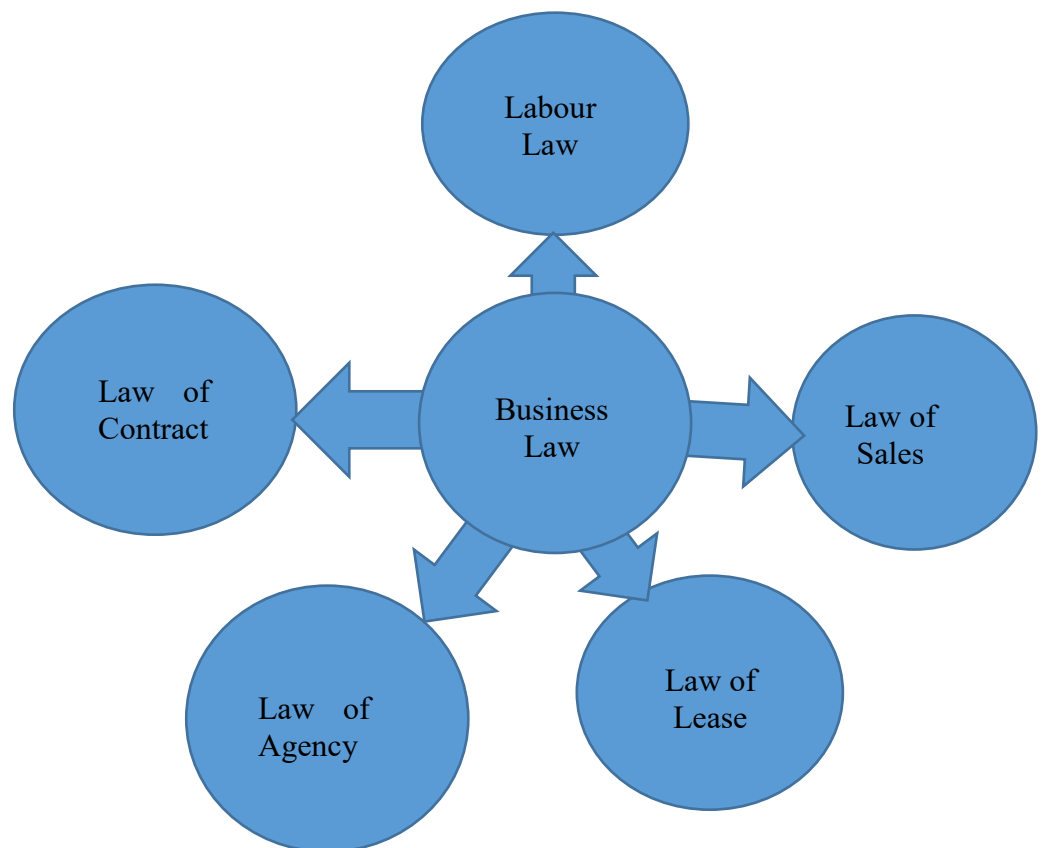 Labour
Law
Law of
Contract
Business
Law
Law of
Sales
Law of
Agency
Law of
Lease